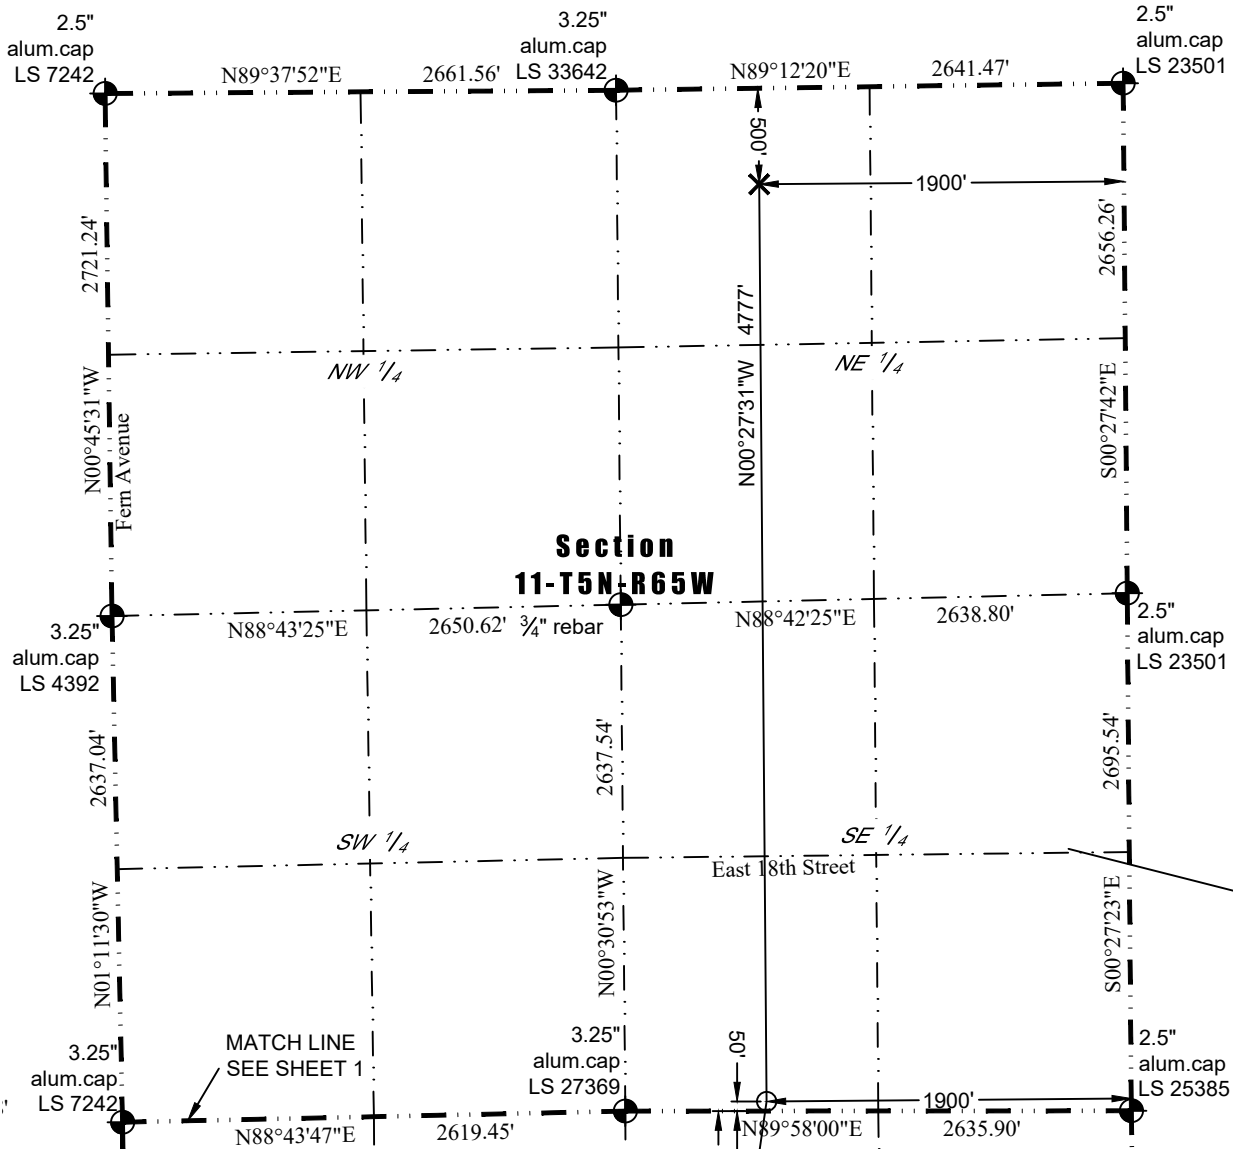 2.5"
alum.cap
LS 7242
3.25"
alum.cap
LS 33642
2.5"
alum.cap
LS 23501
N89°37'52"E
2661.56'
N89°12'20"E
2641.47'
500'
1900'
2721.24'
2656.26'
4777'
N00°27'31"W
NW 1/4
NE 1/4
N00°45'31"W
Fern Avenue
S00°27'42"E
Section
11-T5N-R65W
3.25"
alum.cap
LS 4392
N88°43'25"E
2650.62'
¾" rebar
N88°42'25"E
2638.80'
2.5"
alum.cap
LS 23501
2637.04'
2637.54'
2695.54'
SW 1/4
SE 1/4
East 18th Street
N01°11'30"W
N00°30'53"W
S00°27'23"E
MATCH LINE
SEE SHEET 1
3.25"
alum.cap
LS 7242
3.25"
alum.cap
LS 27369
50'
1900'
2.5"
alum.cap
LS 25385
N88°43'47"E
2619.45'
N89°58'00"E
2635.90'